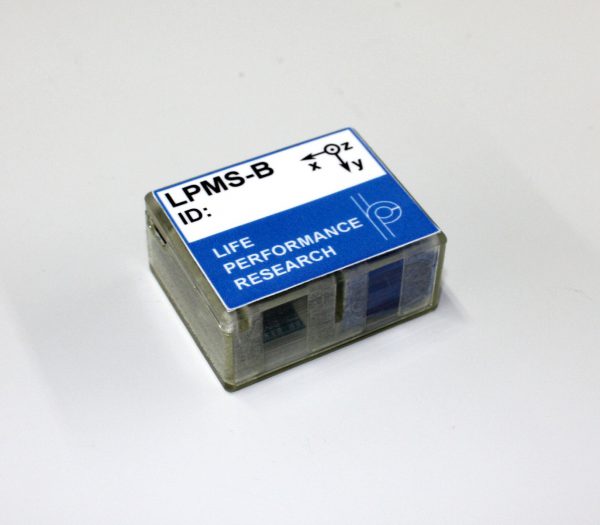 LPMS-B
ID:
z
x
y
LIFE
PERFORMANCE
RESEARCH